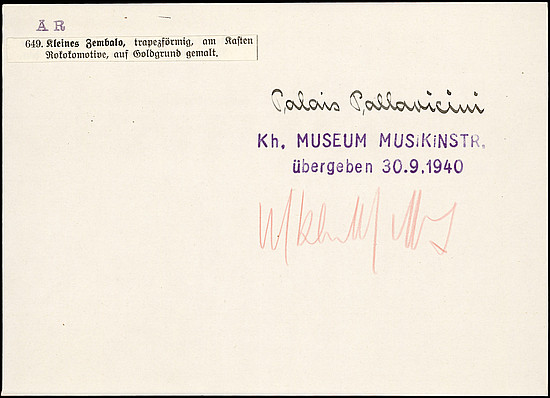 AR
649. Kleines Zembalo, trapezförmig, am Kasten
Rokokomotive, auf Goldgrund gemalt.
Palais Pallavicini
Kh. MUSEUM MUSiKiNSTR.
übergeben 30.9.1940